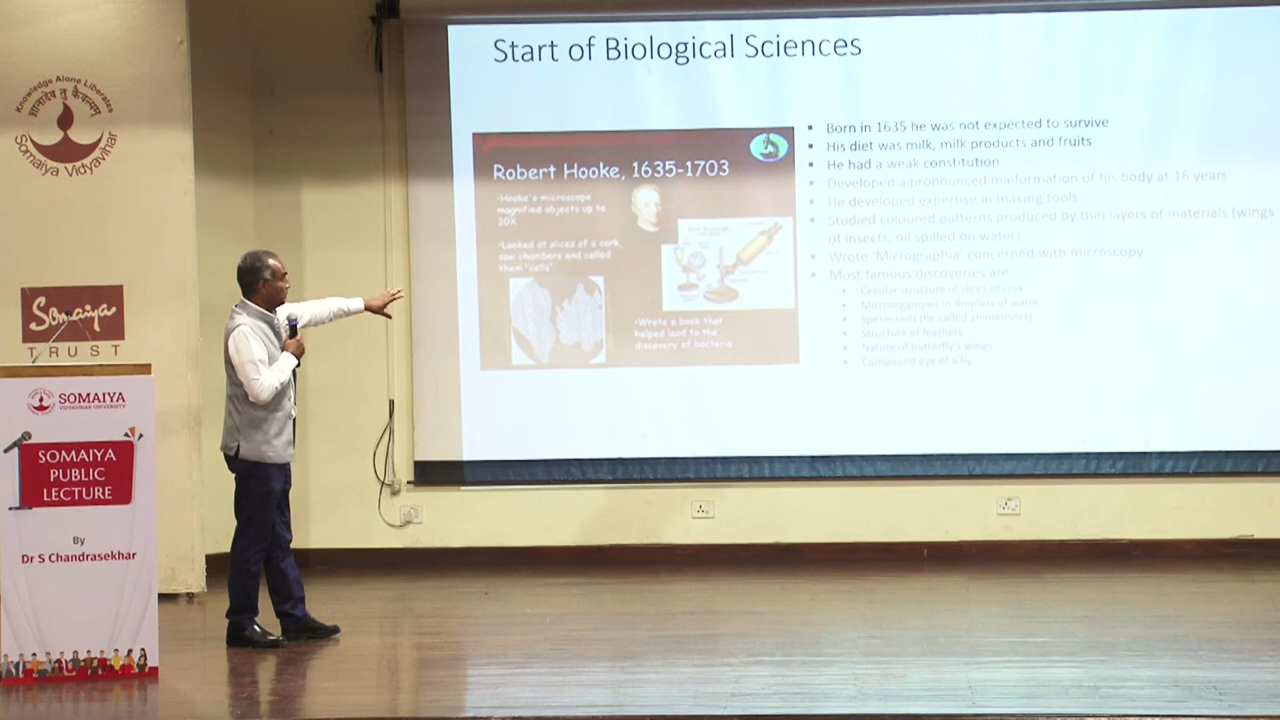 Knowledge Alone Liberates
ज्ञानादेव तु कैवल्यम्
Somaiya Vidyavihar
Somaiya
TRUST
SOMAIYA
VIDYAVIHAR UNIVERSITY
SOMAIYA
PUBLIC
LECTURE
By
Dr S Chandrasekhar
Start of Biological Sciences
Robert Hooke, 1635-1703
•Hooke's microscope
magnified objects up to
30X
•Looked at slices of a cork,
saw chambers and called
them "cells"
•Wrote a book that
helped lead to the
discovery of bacteria
▪ Born in 1635 he was not expected to survive
▪ His diet was milk, milk products and fruits
▪ He had a weak constitution
▪ Developed a pronounced malformation of his body at 16 years
▪ He developed expertise in making tools
▪ Studied coloured patterns produced by thin layers of materials (wings
of insects, oil spilled on water)
▪ Wrote 'Micrographia' concerned with microscopy
▪ Most famous discoveries are:
▪ Cellular structure of slices of cork
▪ Microorganisms in droplets of water
▪ Sperm cells (he called animalcules)
▪ Structure of feathers
▪ Nature of butterfly's wings
▪ Compound eye of a fly